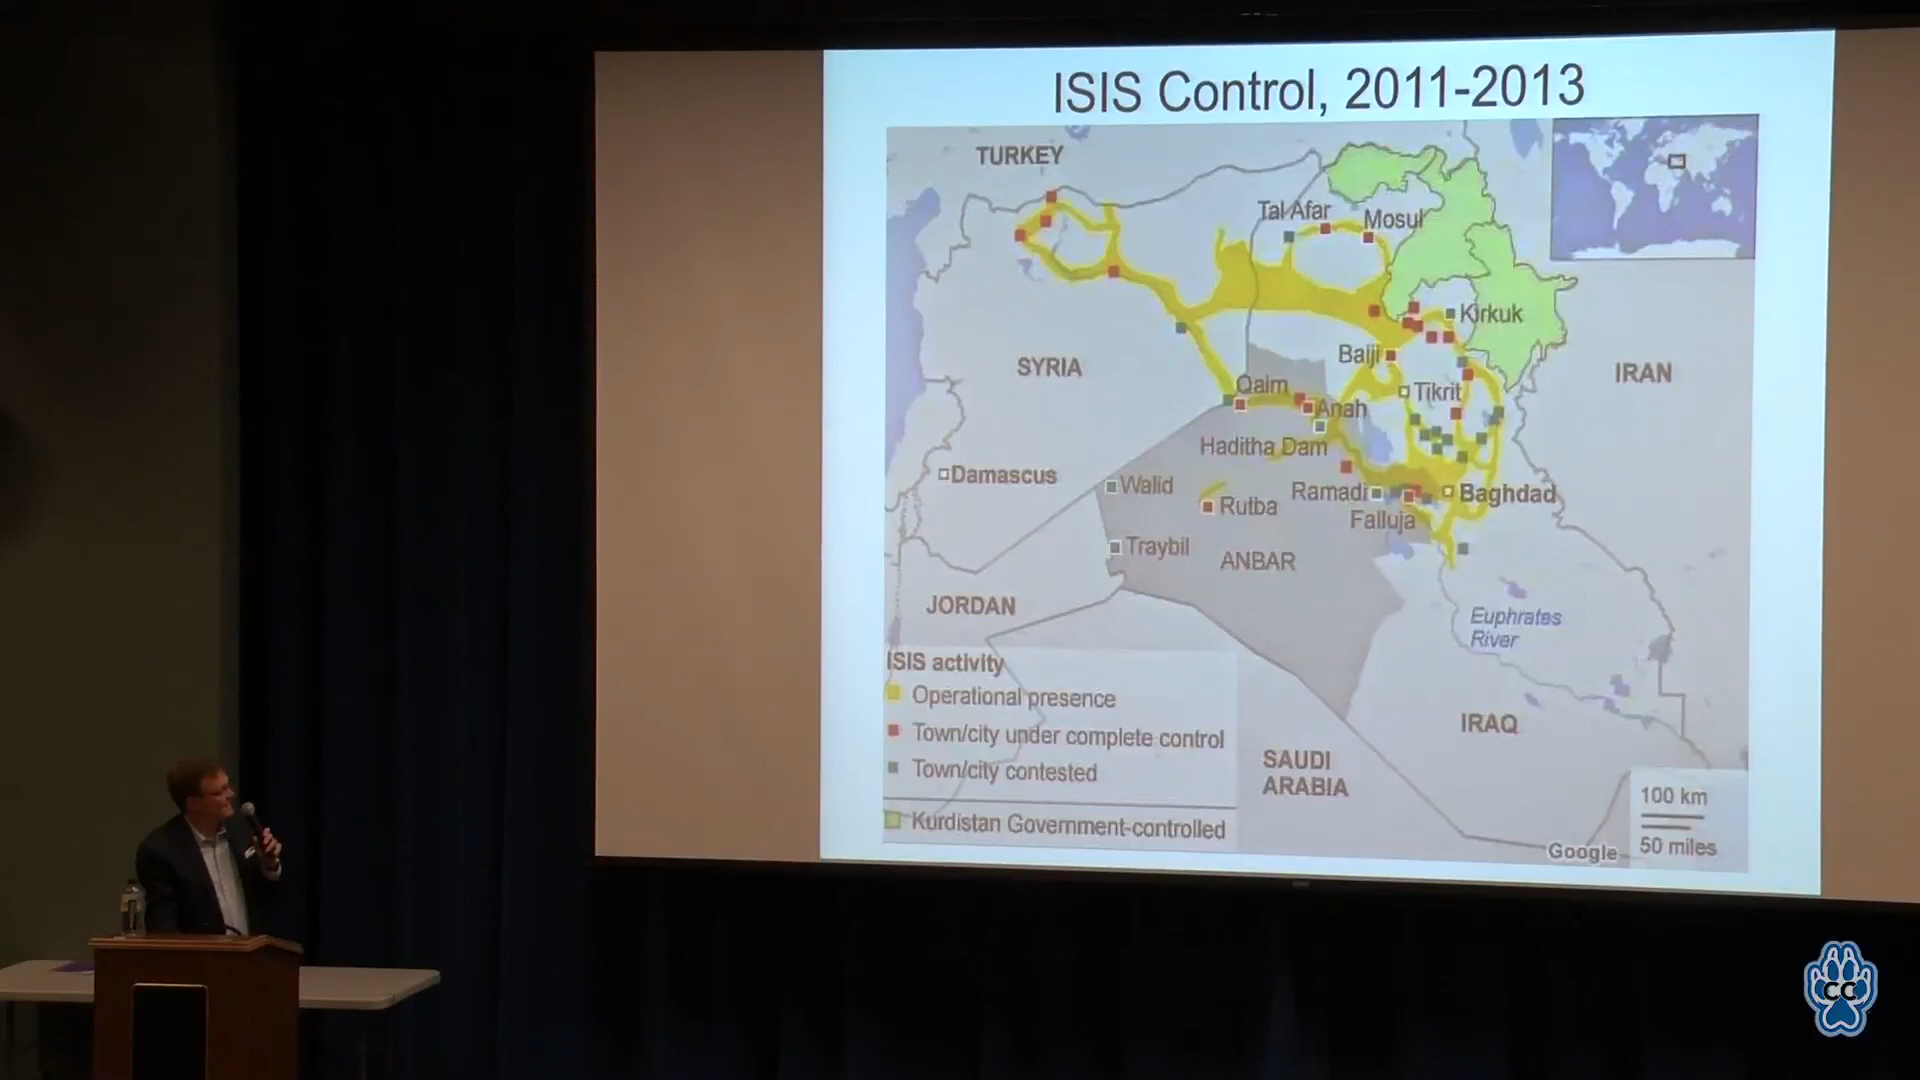 ISIS Control, 2011-2013
TURKEY
Tal Afar
Mosul
Kirkuk
Baiji
SYRIA
IRAN
Qaim
Tikrit
Anah
Haditha Dam
Damascus
Walid
Ramadi
Baghdad
Rutba
Falluja
Traybil
ANBAR
JORDAN
Euphrates
River
ISIS activity
Operational presence
Town/city under complete control
IRAQ
Town/city contested
SAUDI
ARABIA
100 km
Kurdistan Government-controlled
50 miles
Google
CC